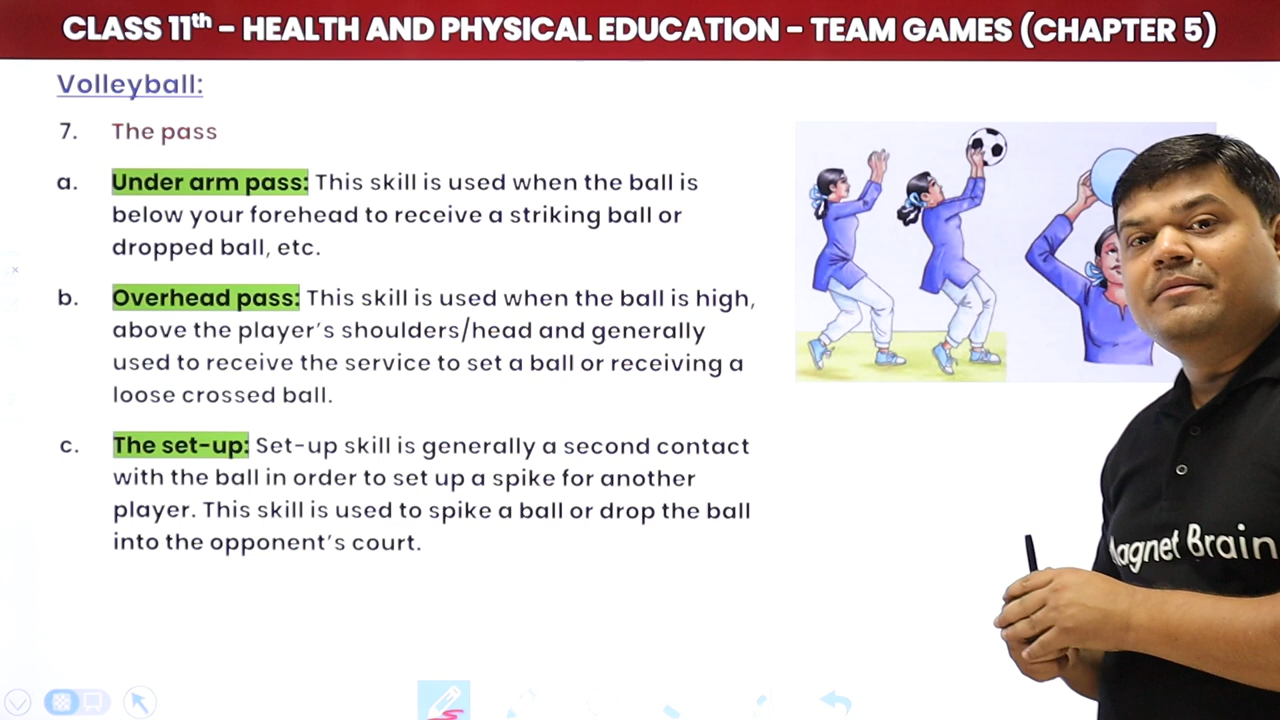 CLASS 11th – HEALTH AND PHYSICAL EDUCATION – TEAM GAMES (CHAPTER 5)
Volleyball:
7. The pass
a. Under arm pass: This skill is used when the ball is
below your forehead to receive a striking ball or
dropped ball, etc.
b. Overhead pass: This skill is used when the ball is high,
above the player's shoulders/head and generally
used to receive the service to set a ball or receiving a
loose crossed ball.
c. The set-up: Set-up skill is generally a second contact
with the ball in order to set up a spike for another
player. This skill is used to spike a ball or drop the ball
into the opponent's court.
Magnet Brain